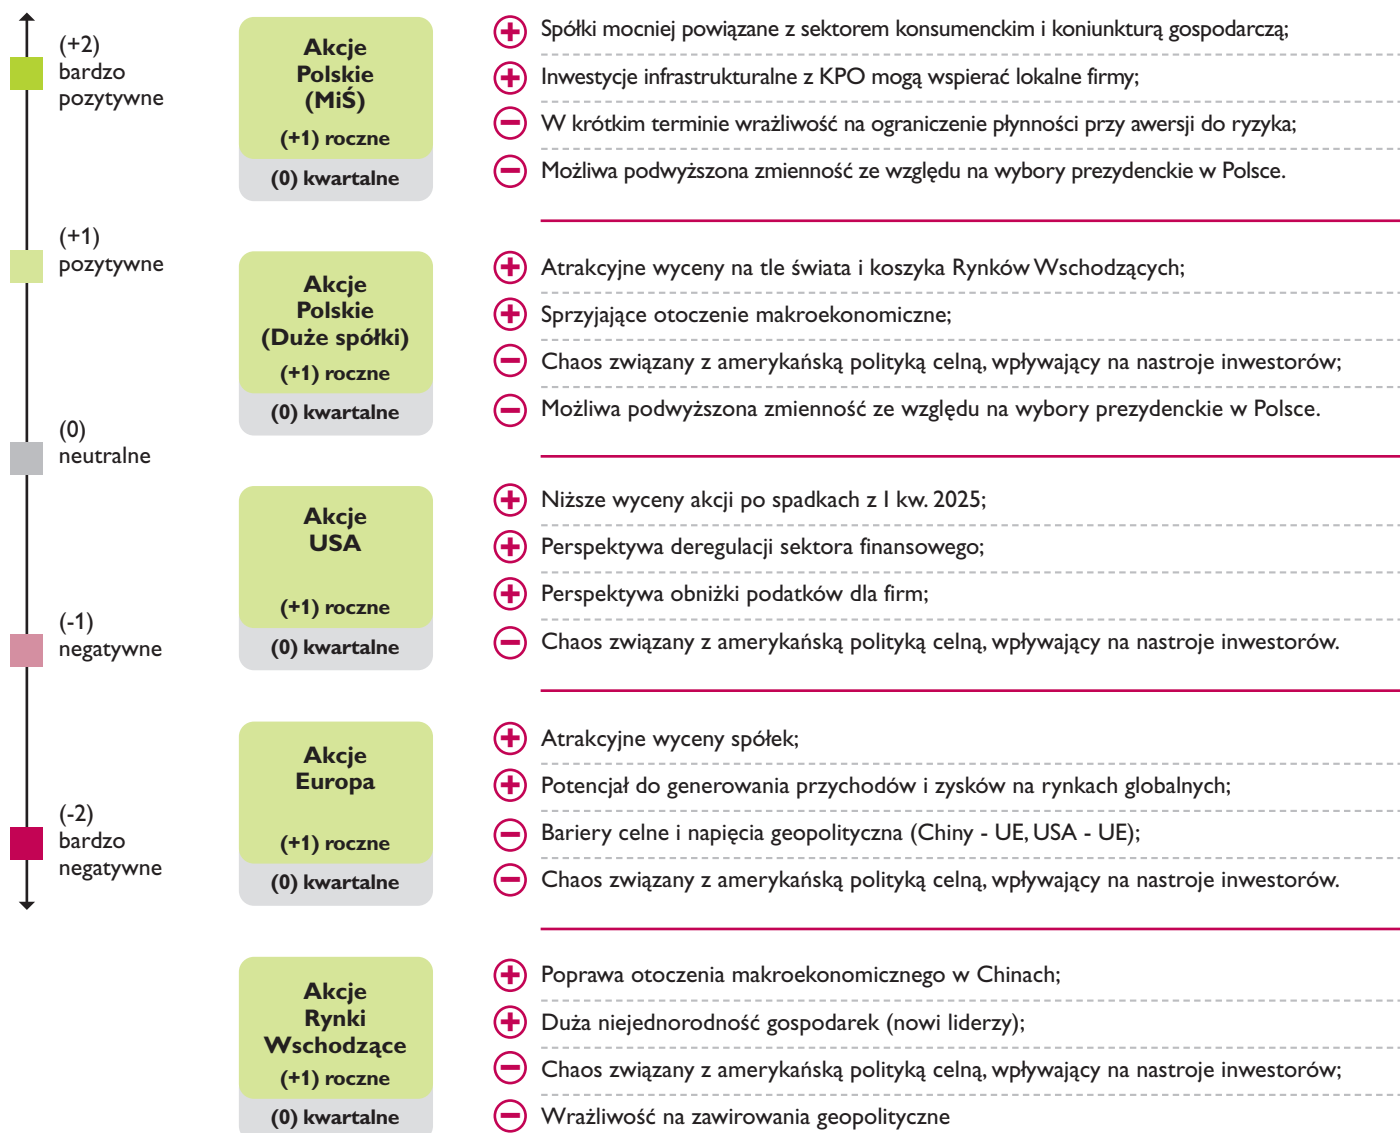 (+2)
bardzo
pozytywne
(+1)
pozytywne
(0)
neutralne
(-1)
negatywne
(-2)
bardzo
negatywne
Akcje
Polskie
(MiŚ)
(+1) roczne
(0) kwartalne
Spółki mocniej powiązane z sektorem konsumenckim i koniunkturą gospodarczą;
Inwestycje infrastrukturalne z KPO mogą wspierać lokalne firmy;
W krótkim terminie wrażliwość na ograniczenie płynności przy awersji do ryzyka;
Możliwa podwyższona zmienność ze względu na wybory prezydenckie w Polsce.
Akcje
Polskie
(Duże spółki)
(+1) roczne
(0) kwartalne
Atrakcyjne wyceny na tle świata i koszyka Rynków Wschodzących;
Sprzyjające otoczenie makroekonomiczne;
Chaos związany z amerykańską polityką celną, wpływający na nastroje inwestorów;
Możliwa podwyższona zmienność ze względu na wybory prezydenckie w Polsce.
Akcje
USA
(+1) roczne
(0) kwartalne
Niższe wyceny akcji po spadkach z I kw. 2025;
Perspektywa deregulacji sektora finansowego;
Perspektywa obniżki podatków dla firm;
Chaos związany z amerykańską polityką celną, wpływający na nastroje inwestorów.
Akcje
Europa
(+1) roczne
(0) kwartalne
Atrakcyjne wyceny spółek;
Potencjał do generowania przychodów i zysków na rynkach globalnych;
Bariery celne i napięcia geopolityczna (Chiny - UE, USA - UE);
Chaos związany z amerykańską polityką celną, wpływający na nastroje inwestorów.
Akcje
Rynki
Wschodzące
(+1) roczne
(0) kwartalne
Poprawa otoczenia makroekonomicznego w Chinach;
Duża niejednorodność gospodarek (nowi liderzy);
Chaos związany z amerykańską polityką celną, wpływający na nastroje inwestorów;
Wrażliwość na zawirowania geopolityczne